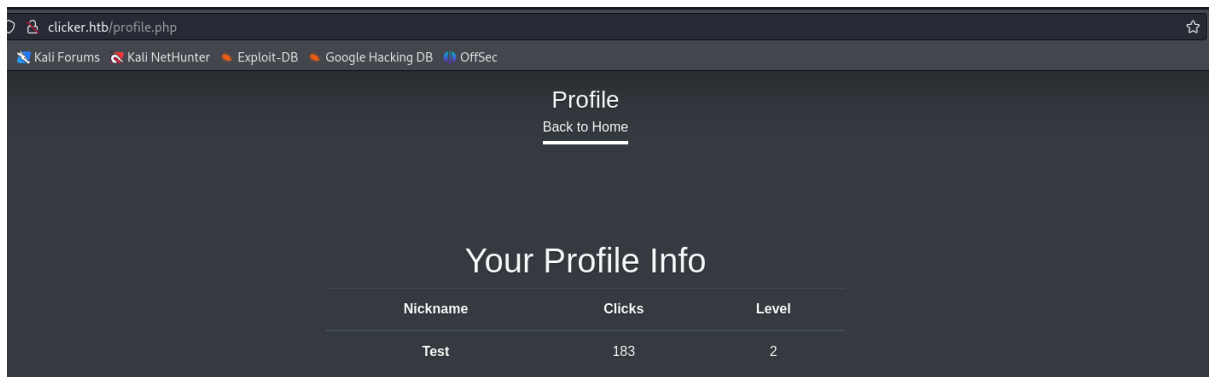 clicker.htb/profile.php
Kali Forums Kali NetHunter Exploit-DB Google Hacking DB OffSec
Profile
Back to Home
Your Profile Info
Nickname Clicks Level
Test 183 2